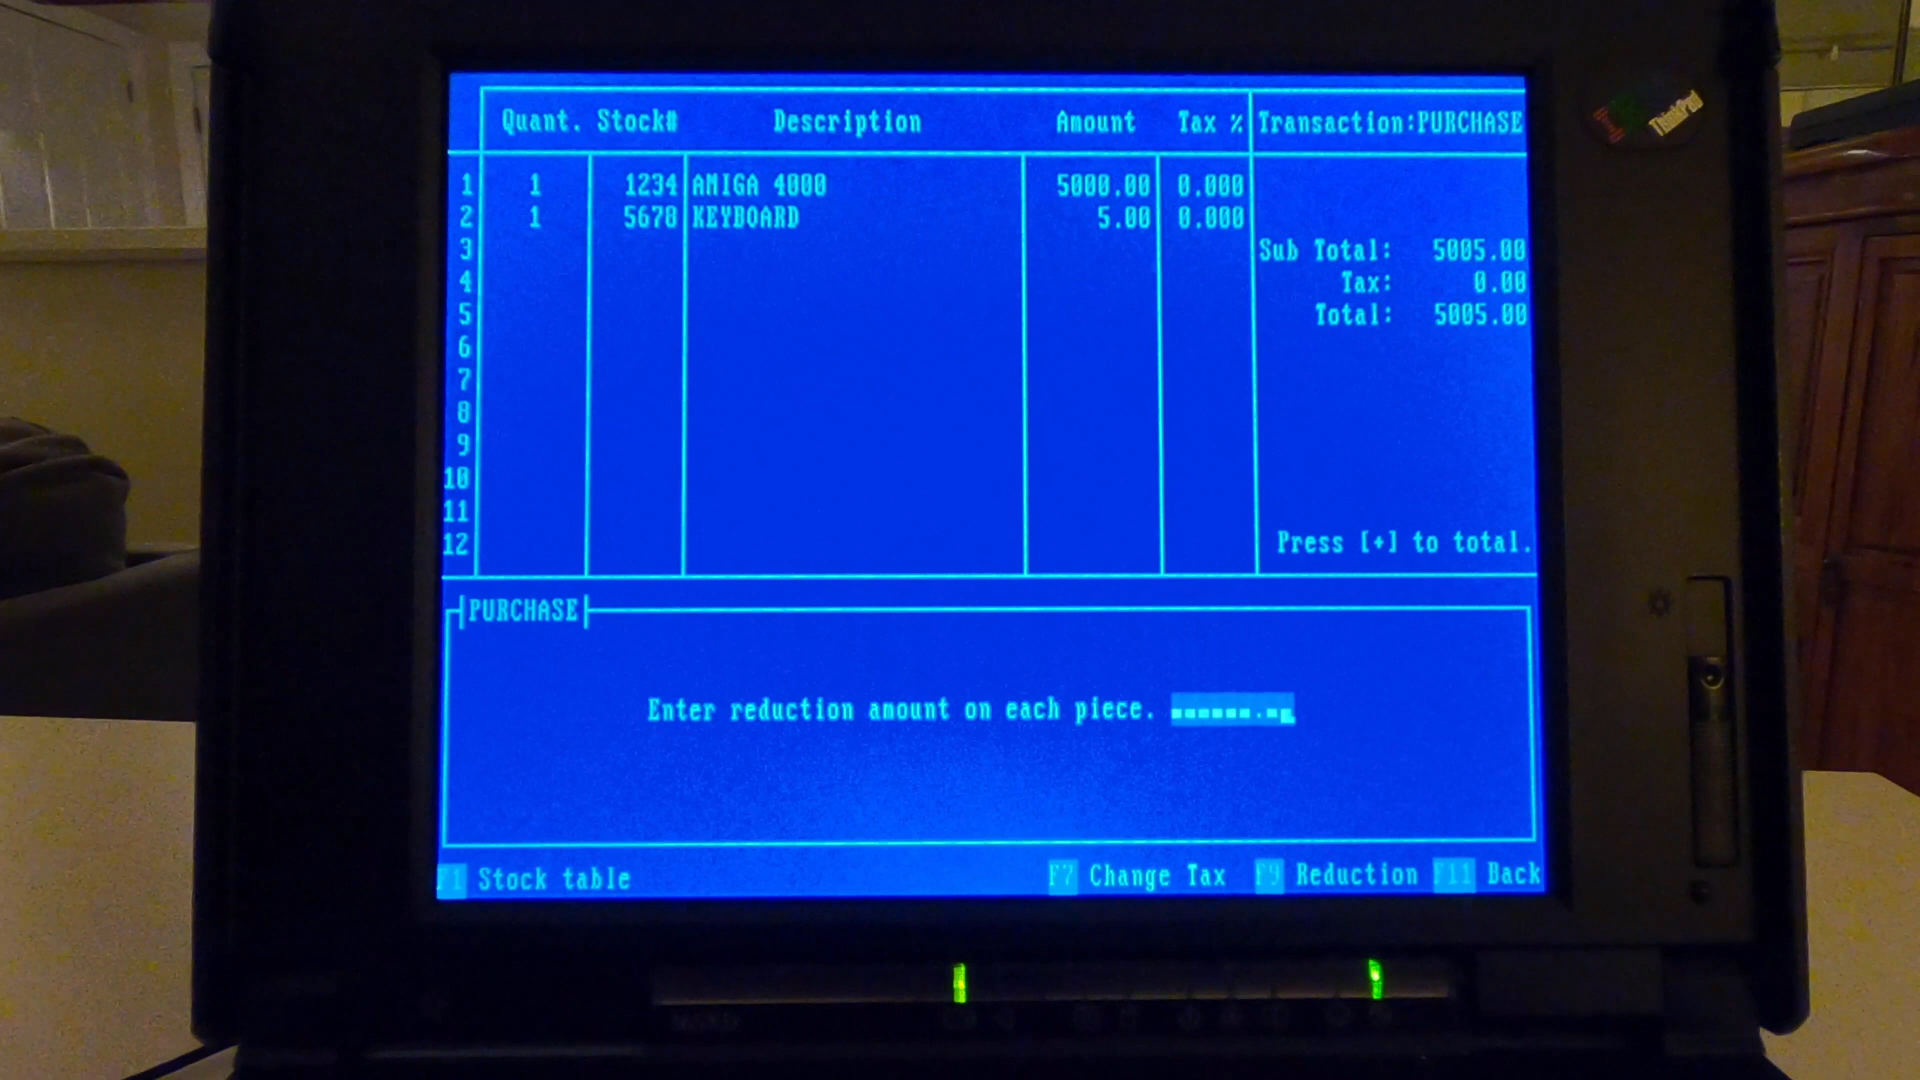 Quant. Stock# Description Amount Tax % Transaction:PURCHASE
1 1 1234 AMIGA 4000 5000.00 0.000
2 1 5678 KEYBOARD 5.00 0.000
3 Sub Total: 5005.00
4 Tax: 0.00
5 Total: 5005.00
6
7
8
9
10
11
12 Press [+] to total.
PURCHASE
Enter reduction amount on each piece.
F1 Stock table F7 Change Tax F9 Reduction F11 Back
ThinkPad